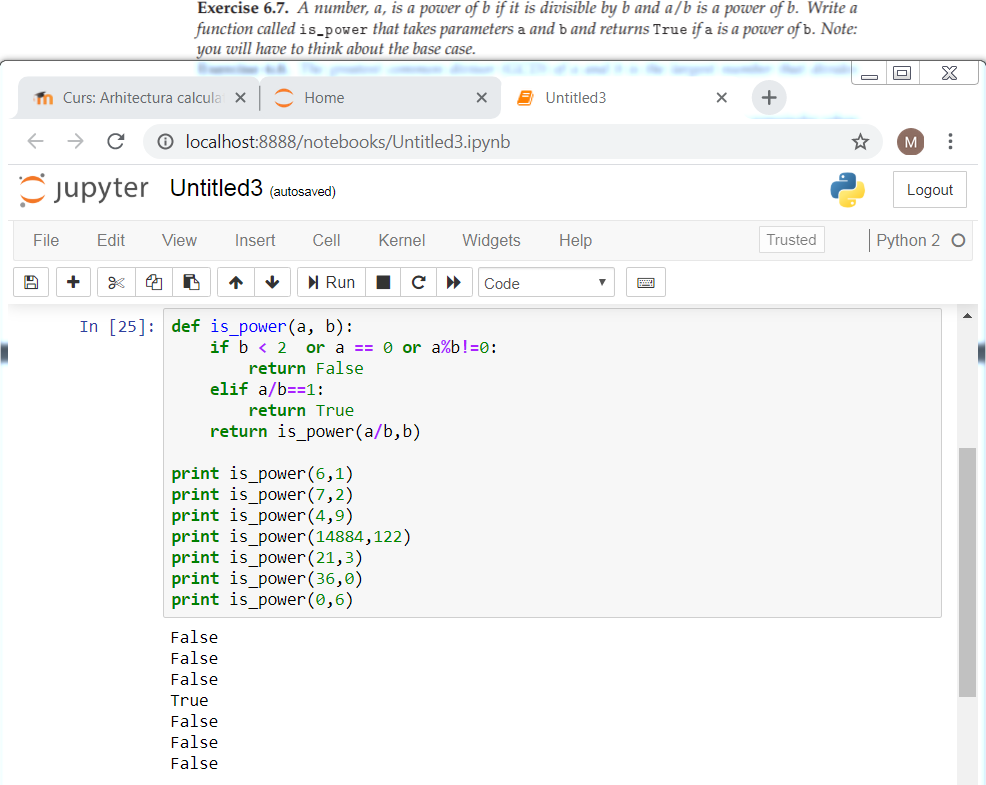 Exercise 6.7. A number, a, is a power of b if it is divisible by b and a/b is a power of b. Write a
function called is_power that takes parameters a and b and returns True if a is a power of b. Note:
you will have to think about the base case.
Curs: Arhitectura calcula
Home
Untitled3
localhost:8888/notebooks/Untitled3.ipynb
M
jupyter Untitled3 (autosaved)
Logout
File Edit View Insert Cell Kernel Widgets Help
Trusted
Python 2
Run
Code
In [25]:
def is_power(a, b):
    if b < 2  or a == 0 or a%b!=0:
        return False
    elif a/b==1:
        return True
    return is_power(a/b,b)
print is_power(6,1)
print is_power(7,2)
print is_power(4,9)
print is_power(14884,122)
print is_power(21,3)
print is_power(36,0)
print is_power(0,6)
False
False
False
True
False
False
False